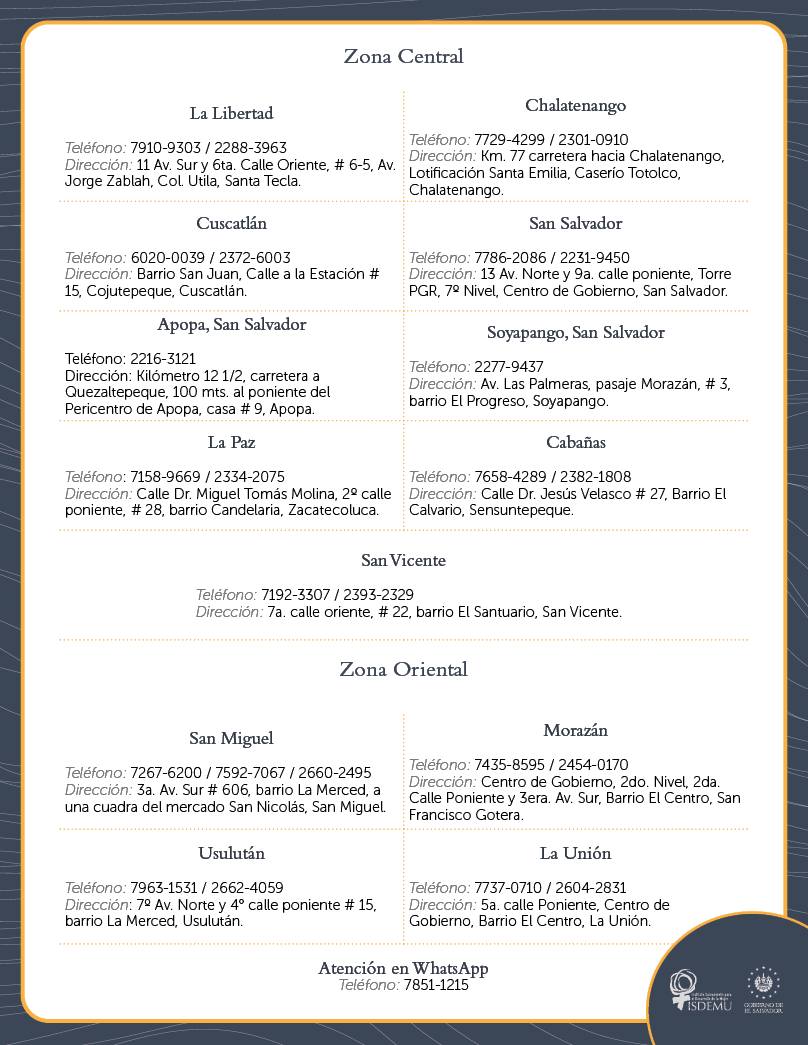 Zona Central
La Libertad
Teléfono: 7910-9303 / 2288-3963
Dirección: 11 Av. Sur y 6ta. Calle Oriente, # 6-5, Av.
Jorge Zablah, Col. Utila, Santa Tecla.
Chalatenango
Teléfono: 7729-4299 / 2301-0910
Dirección: Km. 77 carretera hacia Chalatenango,
Lotificación Santa Emilia, Caserío Totolco,
Chalatenango.
Cuscatlán
Teléfono: 6020-0039 / 2372-6003
Dirección: Barrio San Juan, Calle a la Estación #
15, Cojutepeque, Cuscatlán.
San Salvador
Teléfono: 7786-2086 / 2231-9450
Dirección: 13 Av. Norte y 9a. calle poniente, Torre
PGR, 7º Nivel, Centro de Gobierno, San Salvador.
Apopa, San Salvador
Teléfono: 2216-3121
Dirección: Kilómetro 12 1/2, carretera a
Quezaltepeque, 100 mts. al poniente del
Pericentro de Apopa, casa # 9, Apopa.
Soyapango, San Salvador
Teléfono: 2277-9437
Dirección: Av. Las Palmeras, pasaje Morazán, # 3,
barrio El Progreso, Soyapango.
La Paz
Teléfono: 7158-9669 / 2334-2075
Dirección: Calle Dr. Miguel Tomás Molina, 2º calle
poniente, # 28, barrio Candelaria, Zacatecoluca.
Cabañas
Teléfono: 7658-4289 / 2382-1808
Dirección: Calle Dr. Jesús Velasco # 27, Barrio El
Calvario, Sensuntepeque.
San Vicente
Teléfono: 7192-3307 / 2393-2329
Dirección: 7a. calle oriente, # 22, barrio El Santuario, San Vicente.
Zona Oriental
San Miguel
Teléfono: 7267-6200 / 7592-7067 / 2660-2495
Dirección: 3a. Av. Sur # 606, barrio La Merced, a
una cuadra del mercado San Nicolás, San Miguel.
Morazán
Teléfono: 7435-8595 / 2454-0170
Dirección: Centro de Gobierno, 2do. Nivel, 2da.
Calle Poniente y 3era. Av. Sur, Barrio El Centro, San
Francisco Gotera.
Usulután
Teléfono: 7963-1531 / 2662-4059
Dirección: 7º Av. Norte y 4º calle poniente # 15,
barrio La Merced, Usulután.
La Unión
Teléfono: 7737-0710 / 2604-2831
Dirección: 5a. calle Poniente, Centro de
Gobierno, Barrio El Centro, La Unión.
Atención en WhatsApp
Teléfono: 7851-1215
Instituto Salvadoreño para
el Desarrollo de la Mujer
ISDEMU
GOBIERNO DE
EL SALVADOR